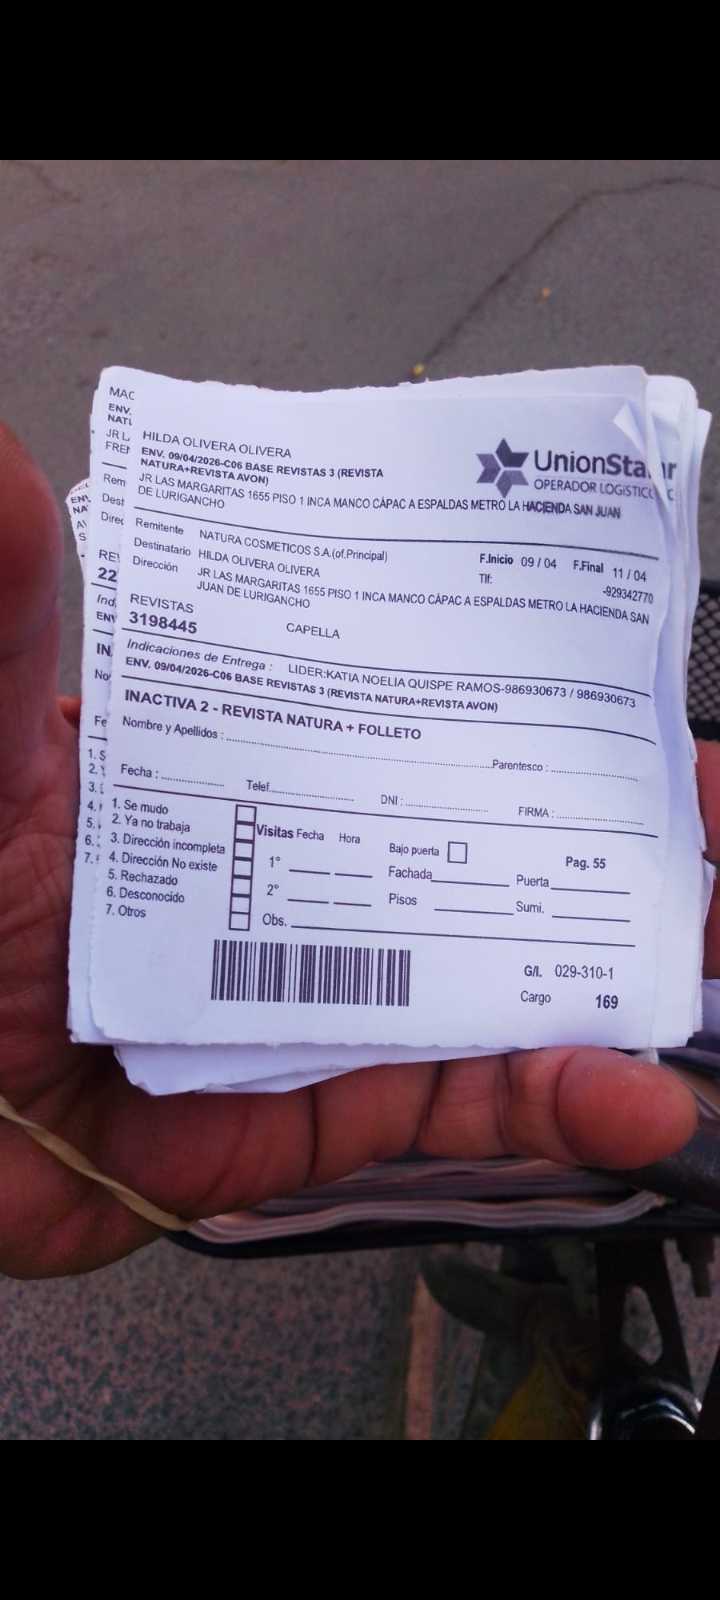 MAC
ENV.
NATU
JR L
FREN
HILDA OLIVERA OLIVERA
ENV. 09/04/2026-C06 BASE REVISTAS 3 (REVISTA
NATURA+REVISTA AVON)
JR LAS MARGARITAS 1655 PISO 1 INCA MANCO CÁPAC A ESPALDAS METRO LA HACIENDA SAN JUAN
DE LURIGANCHO
UnionStar
OPERADOR LOGISTICO
Remitente NATURA COSMETICOS S.A.(of.Principal)
Destinatario HILDA OLIVERA OLIVERA
F.Inicio 09 / 04 F.Final 11 / 04
Tlf: -929342770
Dirección JR LAS MARGARITAS 1655 PISO 1 INCA MANCO CÁPAC A ESPALDAS METRO LA HACIENDA SAN
JUAN DE LURIGANCHO
REVISTAS
3198445 CAPELLA
Indicaciones de Entrega : LIDER:KATIA NOELIA QUISPE RAMOS-986930673 / 986930673
ENV. 09/04/2026-C06 BASE REVISTAS 3 (REVISTA NATURA+REVISTA AVON)
INACTIVA 2 - REVISTA NATURA + FOLLETO
Nombre y Apellidos : Parentesco :
Fecha : Telef. DNI : FIRMA :
1. Se mudo
2. Ya no trabaja
3. Dirección incompleta
4. Dirección No existe
5. Rechazado
6. Desconocido
7. Otros
Visitas Fecha Hora
1°
2°
Obs.
Bajo puerta
Fachada Puerta
Pisos Sumi.
Pag. 55
G/l. 029-310-1
Cargo 169